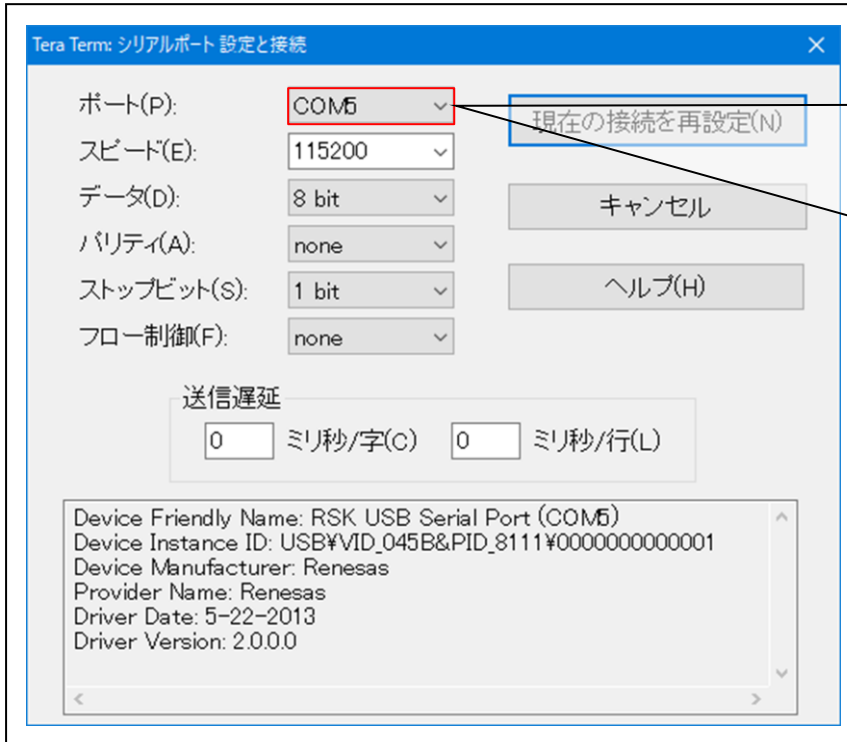 Tera Term: シリアルポート 設定と接続
ポート(P):
COM5
現在の接続を再設定(N)
スピード(E):
115200
データ(D):
8 bit
キャンセル
パリティ(A):
none
ストップビット(S):
1 bit
ヘルプ(H)
フロー制御(F):
none
送信遅延
0
ミリ秒/字(C)
0
ミリ秒/行(L)
Device Friendly Name: RSK USB Serial Port (COM5)
Device Instance ID: USB¥VID_045B&PID_8111¥0000000000001
Device Manufacturer: Renesas
Provider Name: Renesas
Driver Date: 5-22-2013
Driver Version: 2.0.0.0